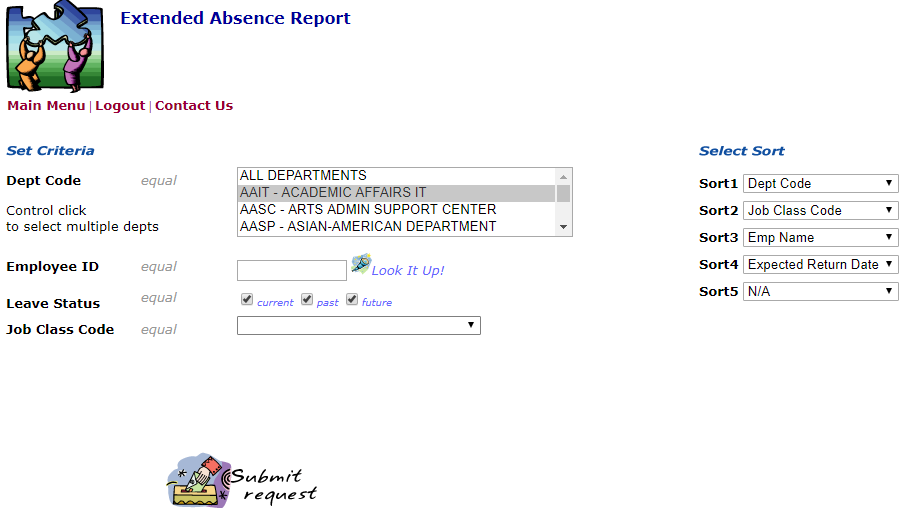 Extended Absence Report
Main Menu | Logout | Contact Us
Set Criteria
Dept Code equal
ALL DEPARTMENTS
AAIT - ACADEMIC AFFAIRS IT
AASC - ARTS ADMIN SUPPORT CENTER
AASP - ASIAN-AMERICAN DEPARTMENT
Control click
to select multiple depts
Employee ID equal Look It Up!
Leave Status equal current past future
Job Class Code equal
Select Sort
Sort1 Dept Code
Sort2 Job Class Code
Sort3 Emp Name
Sort4 Expected Return Date
Sort5 N/A
Submit
request